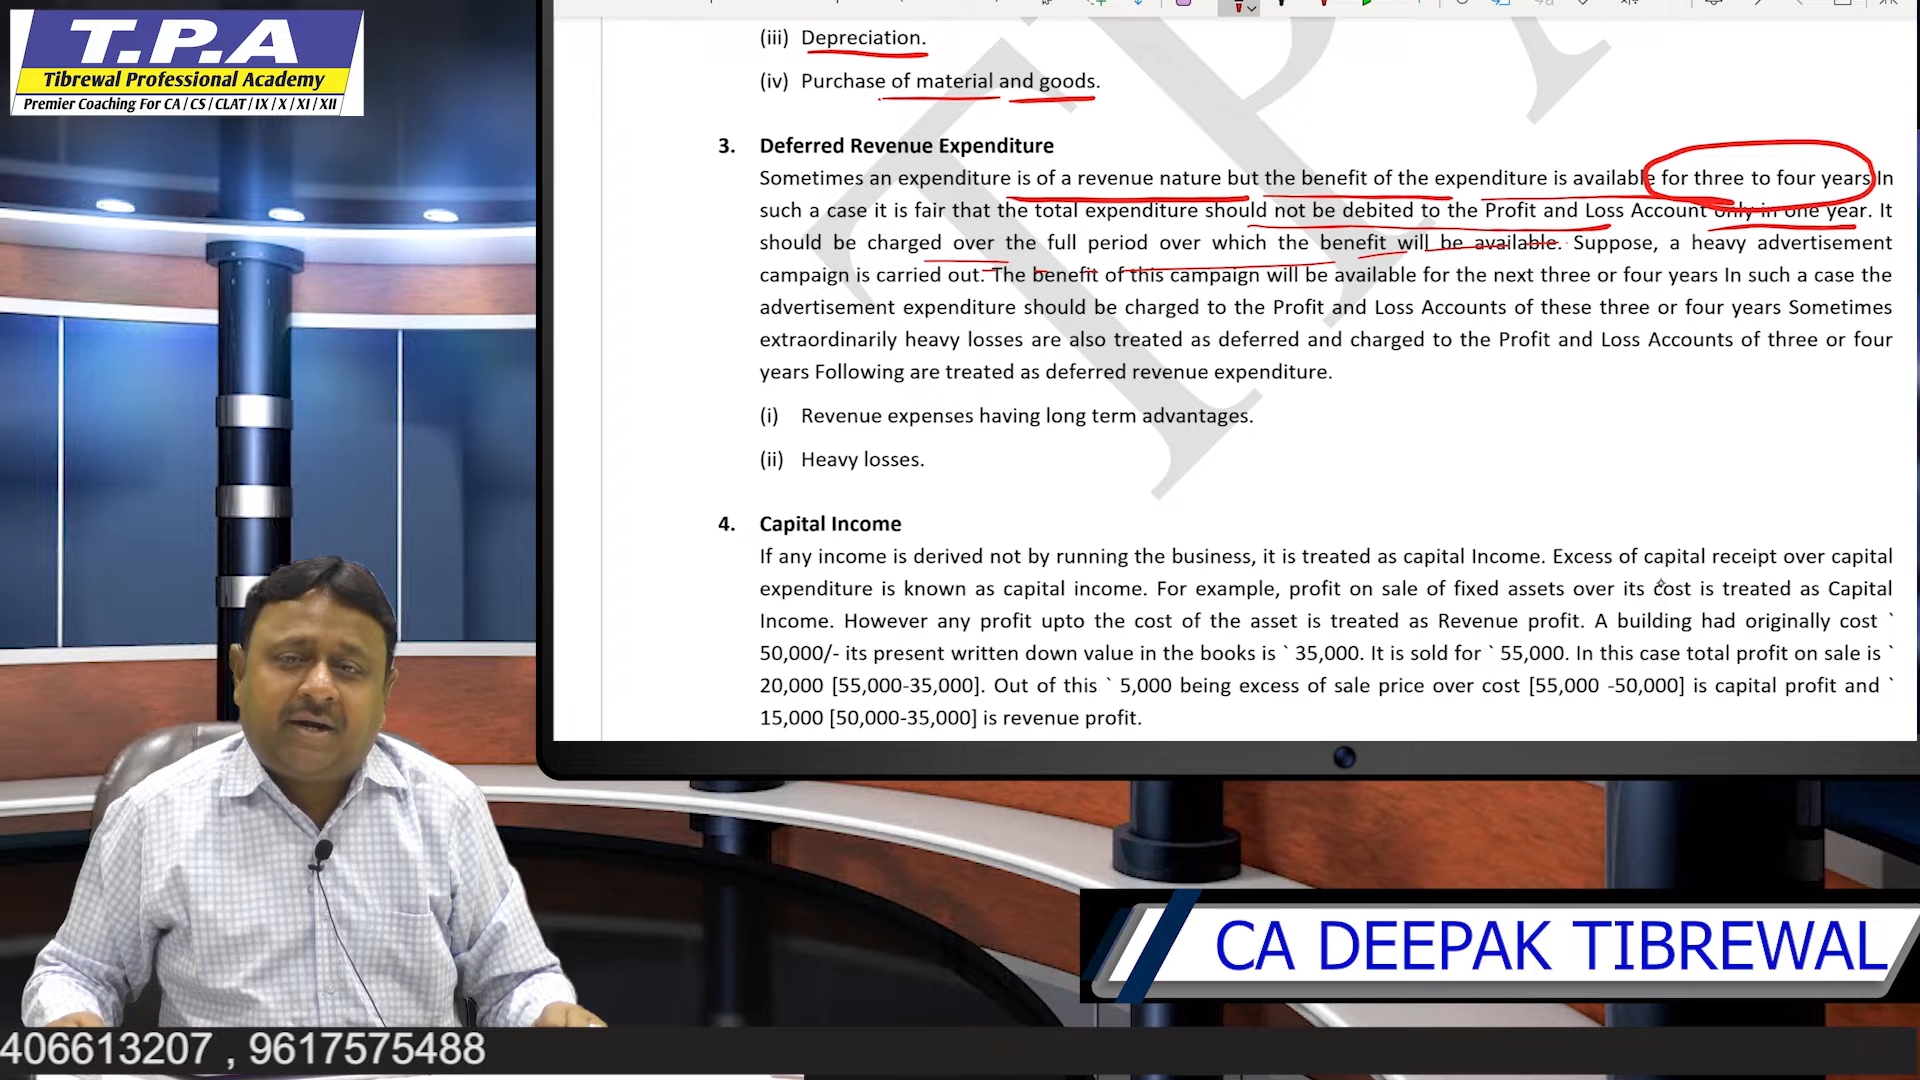 T.P.A
Tibrewal Professional Academy
Premier Coaching For CA / CS / CLAT / IX / X / XI / XII
(iii) Depreciation.
(iv) Purchase of material and goods.
3. Deferred Revenue Expenditure
Sometimes an expenditure is of a revenue nature but the benefit of the expenditure is available for three to four years In
such a case it is fair that the total expenditure should not be debited to the Profit and Loss Account only in one year. It
should be charged over the full period over which the benefit will be available. Suppose, a heavy advertisement
campaign is carried out. The benefit of this campaign will be available for the next three or four years In such a case the
advertisement expenditure should be charged to the Profit and Loss Accounts of these three or four years Sometimes
extraordinarily heavy losses are also treated as deferred and charged to the Profit and Loss Accounts of three or four
years Following are treated as deferred revenue expenditure.
(i) Revenue expenses having long term advantages.
(ii) Heavy losses.
4. Capital Income
If any income is derived not by running the business, it is treated as capital Income. Excess of capital receipt over capital
expenditure is known as capital income. For example, profit on sale of fixed assets over its cost is treated as Capital
Income. However any profit upto the cost of the asset is treated as Revenue profit. A building had originally cost `
50,000/- its present written down value in the books is ` 35,000. It is sold for ` 55,000. In this case total profit on sale is `
20,000 [55,000-35,000]. Out of this ` 5,000 being excess of sale price over cost [55,000 -50,000] is capital profit and `
15,000 [50,000-35,000] is revenue profit.
CA DEEPAK TIBREWAL
406613207 , 9617575488